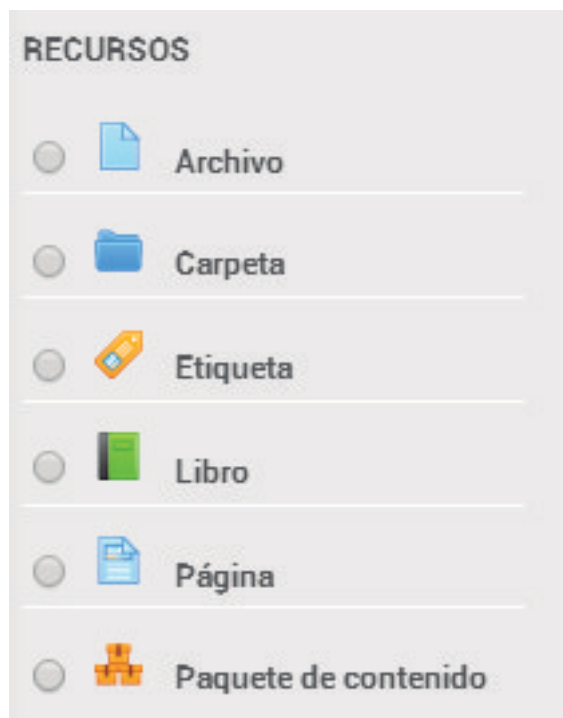 RECURSOS
Archivo
Carpeta
Etiqueta
Libro
Página
Paquete de contenido